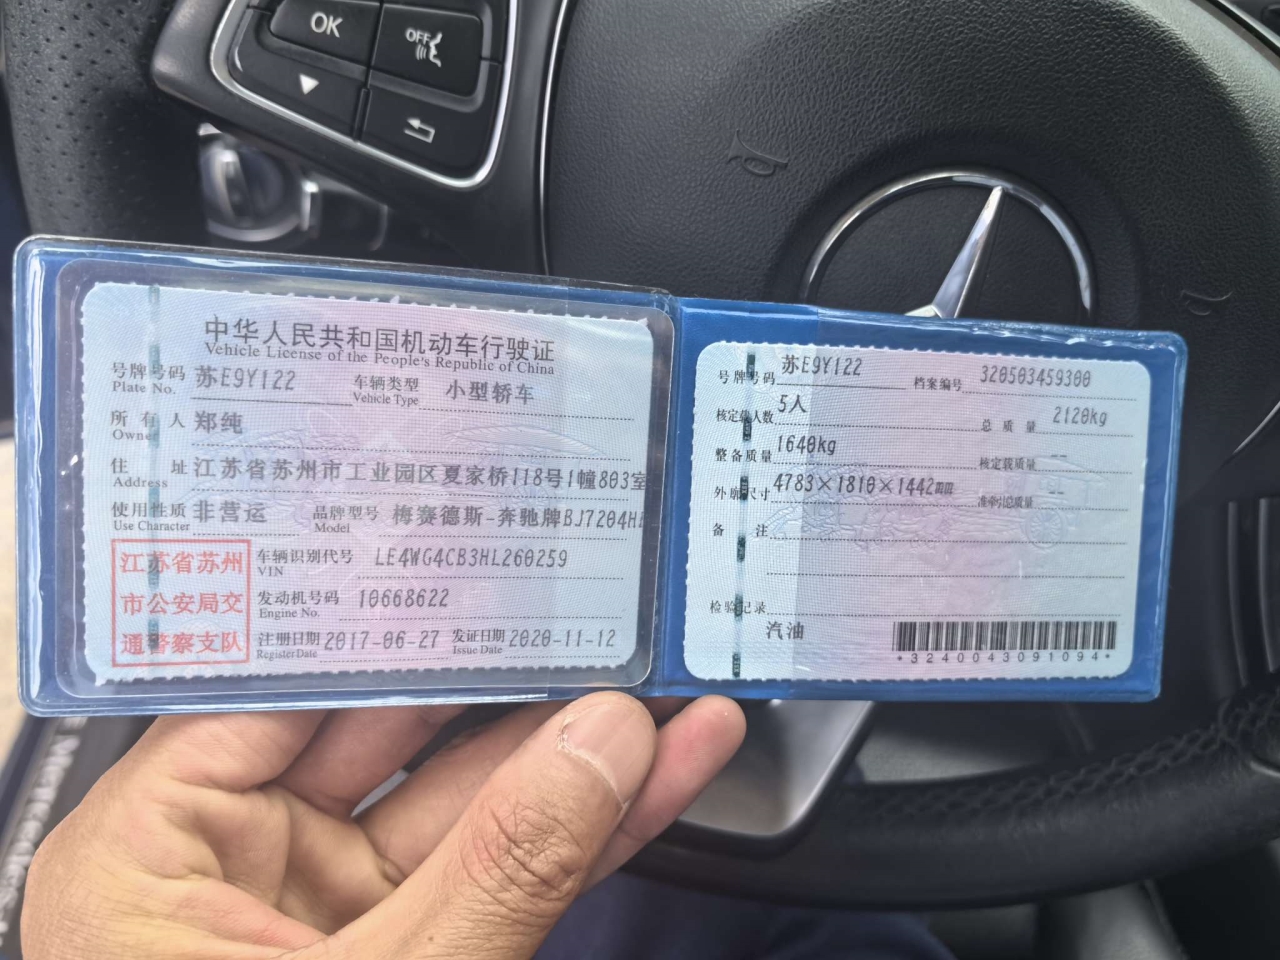 OK
OFF
中华人民共和国机动车行驶证
Vehicle License of the People's Republic of China
号牌号码 苏E9Y122 车辆类型 小型轿车
Plate No. Vehicle Type
所有人 郑纯
Owner
住址 江苏省苏州市工业园区夏家桥118号1幢803室
Address
使用性质 非营运 品牌型号 梅赛德斯-奔驰牌BJ7204H
Use Character Model
江苏省苏州
市公安局交
通警察支队
车辆识别代号 LE4WG4CB3HL260259
VIN
发动机号码 10668622
Engine No.
注册日期 2017-06-27 发证日期 2020-11-12
Register Date Issue Date
号牌号码 苏E9Y122 档案编号 320503459300
核定载人数 5人 总质量 2120kg
整备质量 1640kg 核定载质量 --
外廓尺寸 4783×1810×1442mm 准牵引总质量 --
备注
检验记录
汽油
*3240043091094*